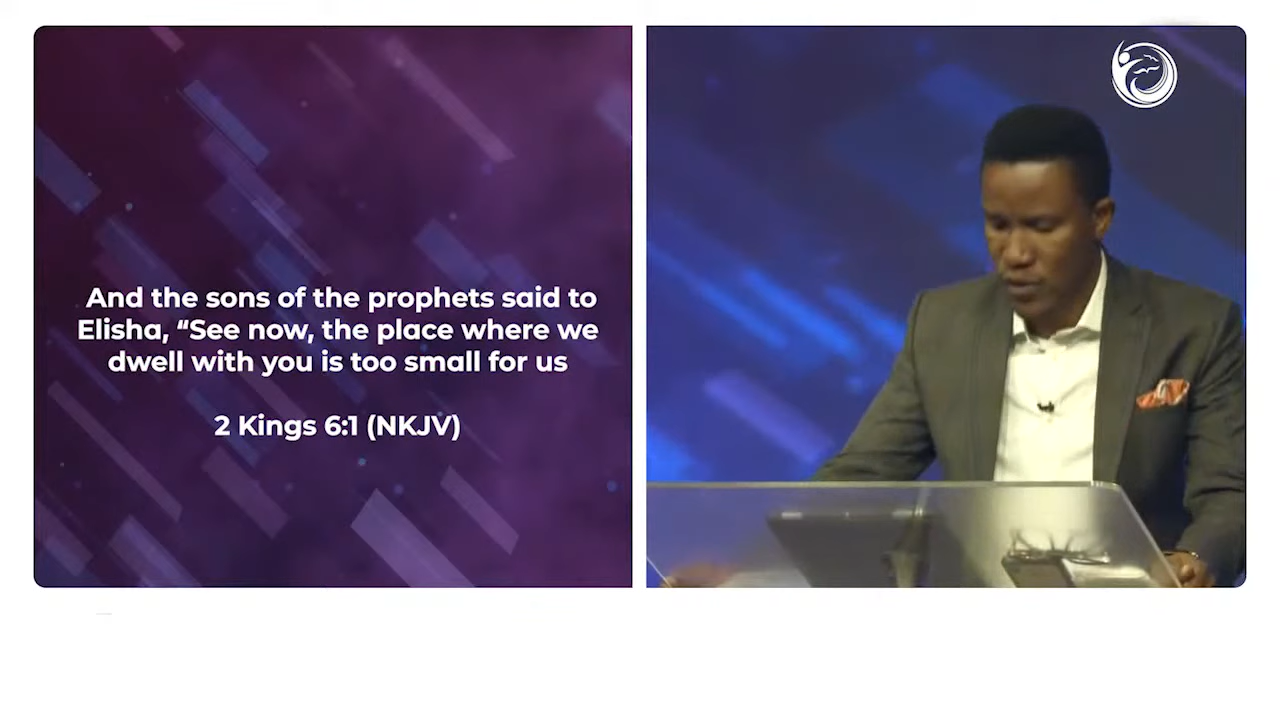 And the sons of the prophets said to
Elisha, “See now, the place where we
dwell with you is too small for us
2 Kings 6:1 (NKJV)